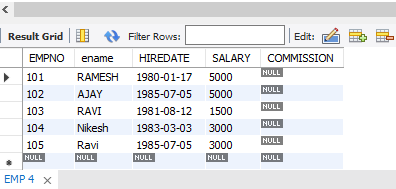 Result Grid Filter Rows: Edit:
EMPNO ename HIREDATE SALARY COMMISSION
101 RAMESH 1980-01-17 5000 NULL
102 AJAY 1985-07-05 5000 NULL
103 RAVI 1981-08-12 1500 NULL
104 Nikesh 1983-03-03 3000 NULL
105 Ravi 1985-07-05 3000 NULL
NULL NULL NULL NULL NULL
EMP 4